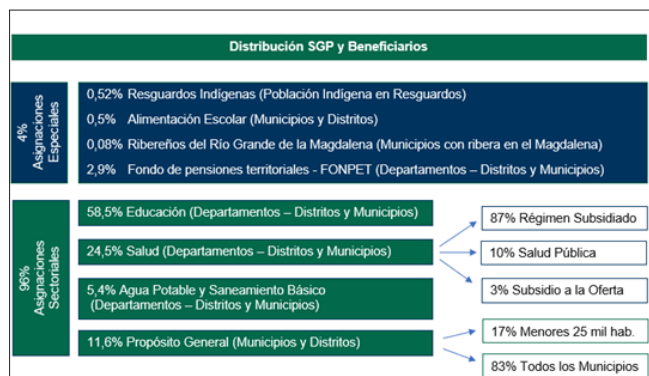 Distribución SGP y Beneficiarios
4%
Asignaciones
Especiales
0,52% Resguardos Indígenas (Población Indígena en Resguardos)
0,5% Alimentación Escolar (Municipios y Distritos)
0,08% Ribereños del Río Grande de la Magdalena (Municipios con ribera en el Magdalena)
2,9% Fondo de pensiones territoriales - FONPET (Departamentos – Distritos y Municipios)
96%
Asignaciones
Sectoriales
58,5% Educación (Departamentos – Distritos y Municipios)
24,5% Salud (Departamentos – Distritos y Municipios)
87% Régimen Subsidiado
10% Salud Pública
3% Subsidio a la Oferta
5,4% Agua Potable y Saneamiento Básico
(Departamentos – Distritos y Municipios)
11,6% Propósito General (Municipios y Distritos)
17% Menores 25 mil hab.
83% Todos los Municipios